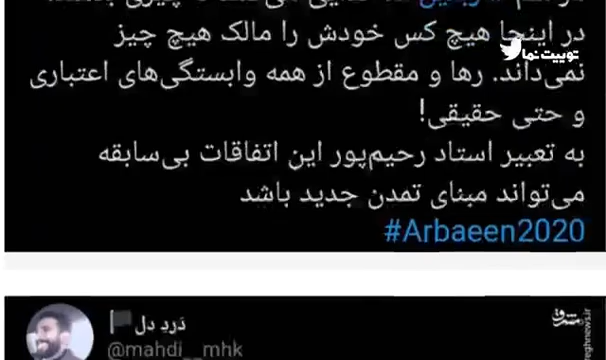 در اینجا هیچ کس خودش را مالک هیچ چیز
توییت‌نما
نمی‌داند. رها و مقطوع از همه وابستگی‌های اعتباری
و حتی حقیقی!
به تعبیر استاد رحیم‌پور این اتفاقات بی‌سابقه
می‌تواند مبنای تمدن جدید باشد
#Arbaeen2020
دَردِ دل
@mahdi__mhk
مشرق